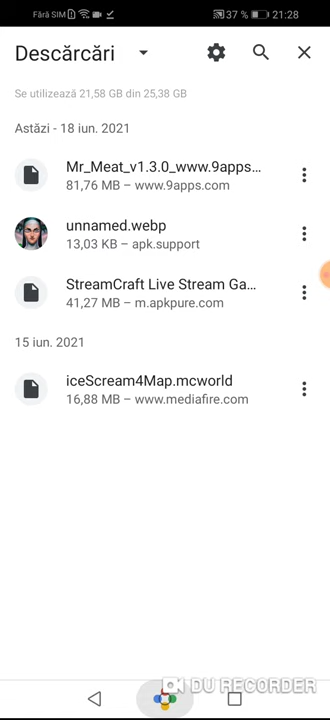 Fără SIM 37 % 21:28
Descărcări
Se utilizează 21,58 GB din 25,38 GB
Astăzi - 18 iun. 2021
Mr_Meat_v1.3.0_www.9apps…
81,76 MB – www.9apps.com
unnamed.webp
13,03 KB – apk.support
StreamCraft Live Stream Ga…
41,27 MB – m.apkpure.com
15 iun. 2021
iceScream4Map.mcworld
16,88 MB – www.mediafire.com
DU RECORDER